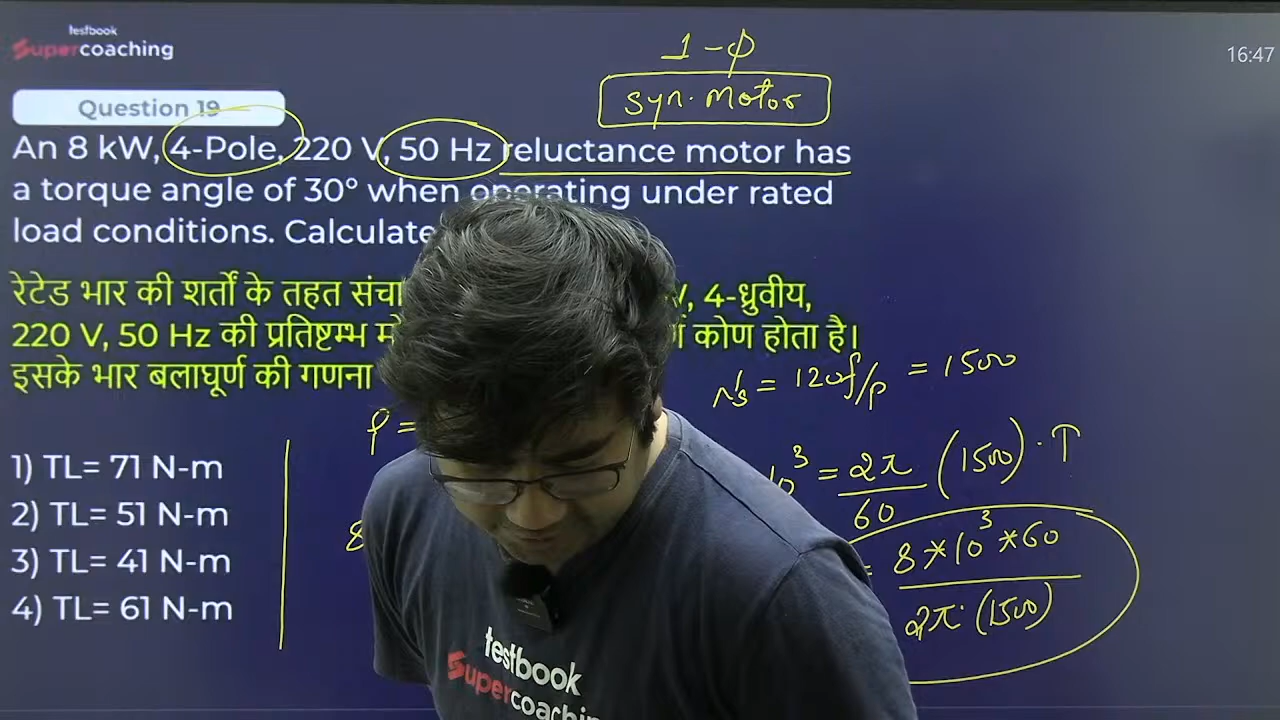 testbook
Supercoaching
16:47
1-ϕ
Syn. Motor
Question 19
An 8 kW, 4-Pole, 220 V, 50 Hz reluctance motor has
a torque angle of 30° when operating under rated
load conditions. Calculate
रेटेड भार की शर्तों के तहत V, 4-ध्रुवीय,
220 V, 50 Hz की प्रतिष्टम्भ कोण होता है।
इसके भार बलाघूर्ण की गणना
Ns = 120f/p = 1500
P =
1) TL= 71 N-m
2) TL= 51 N-m
3) TL= 41 N-m
4) TL= 61 N-m
8
10³ = 2π/60 (1500) · T
= 8*10³*60 / 2π·(1500)
testbook
Supercoaching